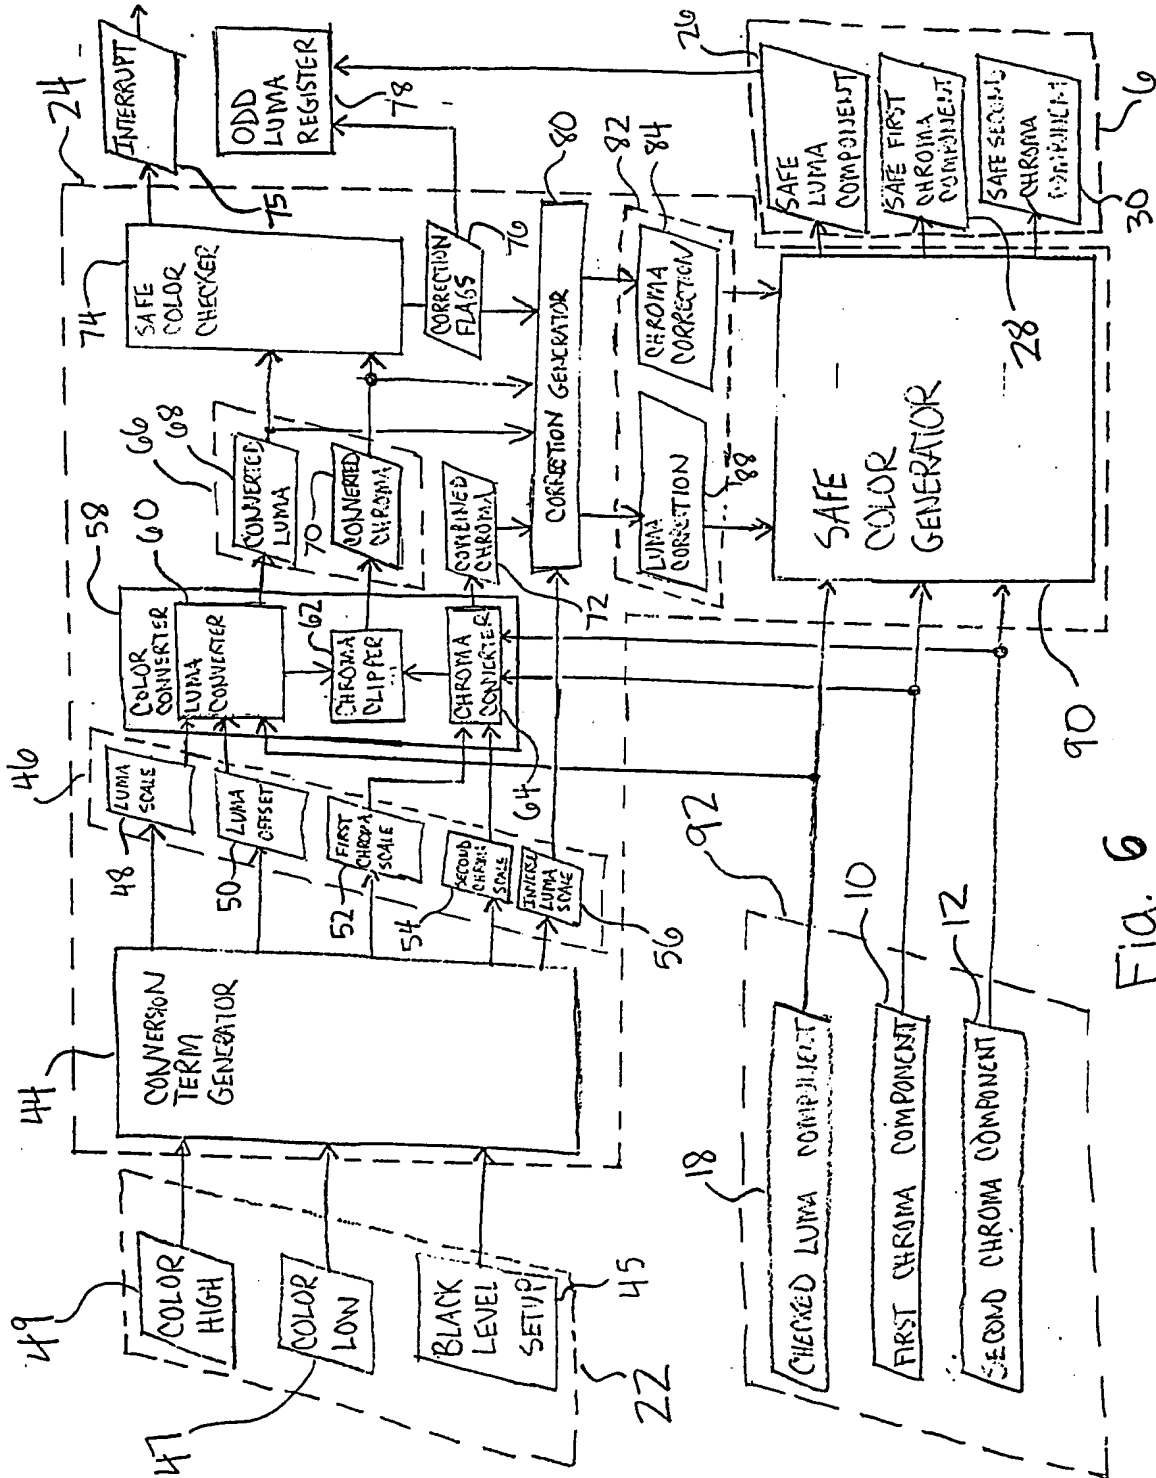 24
INTERRUPT
75
ODD
LUMA
REGISTER
78
74
SAFE
COLOR
CHECKER
CORRECTION
FLAGS
76
66
68
CONVERTED
LUMA
70
CONVERTED
CHROMA
COMBINED
CHROMA
72
CORRECTION GENERATOR
80
82
84
CHROMA
CORRECTION
LUMA
CORRECTION
88
58
60
COLOR
CONVERTER
LUMA
CONVERTER
62
CHROMA
CLIPPER
CHROMA
CONVERTER
64
46
LUMA
SCALE
48
LUMA
OFFSET
50
FIRST
CHROMA
SCALE
52
SECOND
CHROMA
SCALE
54
INVERSE
LUMA
SCALE
56
44
CONVERSION
TERM
GENERATOR
49
COLOR
HIGH
47
COLOR
LOW
BLACK
LEVEL
SETUP
45
22
26
SAFE
LUMA
COMPONENT
SAFE FIRST
CHROMA
COMPONENT
SAFE SECOND
CHROMA
COMPONENT
6
30
28
SAFE
COLOR
GENERATOR
90
92
18
CHECKED LUMA COMPONENT
10
FIRST CHROMA COMPONENT
12
SECOND CHROMA COMPONENT
Fig. 6